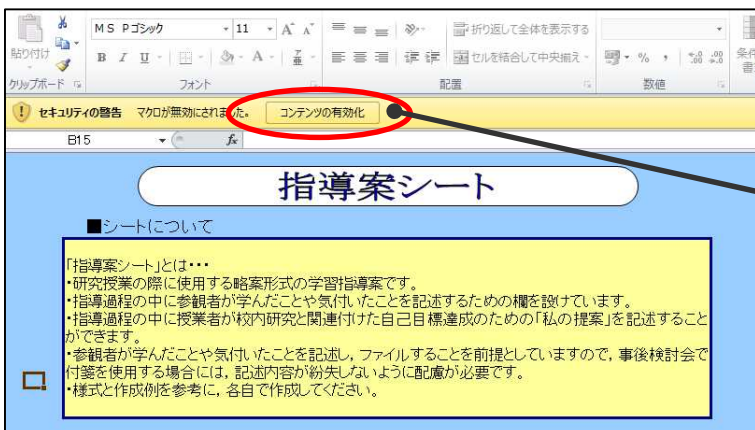 MS Pゴシック 11 A A 折り返して全体を表示する
貼り付け B I U A 亜 セルを結合して中央揃え % , .00 .00 条件
書
クリップボード フォント 配置 数値
セキュリティの警告 マクロが無効にされました。 コンテンツの有効化
B15 fx
指導案シート
■シートについて
「指導案シート」とは・・・
・研究授業の際に使用する略案形式の学習指導案です。
・指導過程の中に参観者が学んだことや気付いたことを記述するための欄を設けています。
・指導過程の中に授業者が校内研究と関連付けた自己目標達成のための「私の提案」を記述すること
ができます。
・参観者が学んだことや気付いたことを記述し，ファイルすることを前提としていますので，事後検討会で
付箋を使用する場合には，記述内容が紛失しないように配慮が必要です。
・様式と作成例を参考に，各自で作成してください。